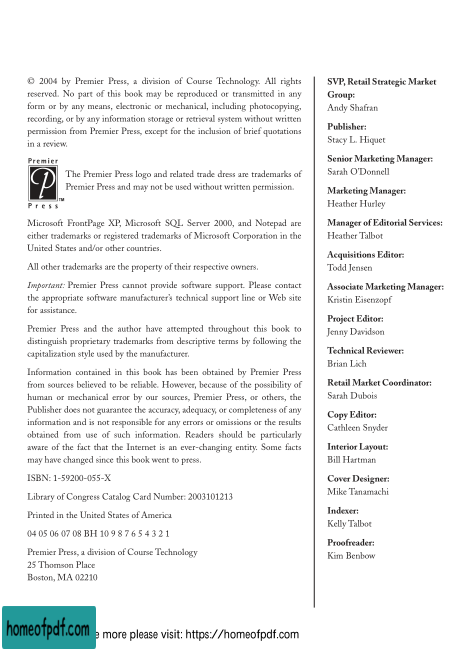 © 2004 by Premier Press, a division of Course Technology. All rights
reserved. No part of this book may be reproduced or transmitted in any
form or by any means, electronic or mechanical, including photocopying,
recording, or by any information storage or retrieval system without written
permission from Premier Press, except for the inclusion of brief quotations
in a review.
Premier
P
Press
TM
The Premier Press logo and related trade dress are trademarks of
Premier Press and may not be used without written permission.
Microsoft FrontPage XP, Microsoft SQL Server 2000, and Notepad are
either trademarks or registered trademarks of Microsoft Corporation in the
United States and/or other countries.
All other trademarks are the property of their respective owners.
Important: Premier Press cannot provide software support. Please contact
the appropriate software manufacturer's technical support line or Web site
for assistance.
Premier Press and the author have attempted throughout this book to
distinguish proprietary trademarks from descriptive terms by following the
capitalization style used by the manufacturer.
Information contained in this book has been obtained by Premier Press
from sources believed to be reliable. However, because of the possibility of
human or mechanical error by our sources, Premier Press, or others, the
Publisher does not guarantee the accuracy, adequacy, or completeness of any
information and is not responsible for any errors or omissions or the results
obtained from use of such information. Readers should be particularly
aware of the fact that the Internet is an ever-changing entity. Some facts
may have changed since this book went to press.
ISBN: 1-59200-055-X
Library of Congress Catalog Card Number: 2003101213
Printed in the United States of America
04 05 06 07 08 BH 10 9 8 7 6 5 4 3 2 1
Premier Press, a division of Course Technology
25 Thomson Place
Boston, MA 02210
SVP, Retail Strategic Market
Group:
Andy Shafran
Publisher:
Stacy L. Hiquet
Senior Marketing Manager:
Sarah O'Donnell
Marketing Manager:
Heather Hurley
Manager of Editorial Services:
Heather Talbot
Acquisitions Editor:
Todd Jensen
Associate Marketing Manager:
Kristin Eisenzopf
Project Editor:
Jenny Davidson
Technical Reviewer:
Brian Lich
Retail Market Coordinator:
Sarah Dubois
Copy Editor:
Cathleen Snyder
Interior Layout:
Bill Hartman
Cover Designer:
Mike Tanamachi
Indexer:
Kelly Talbot
Proofreader:
Kim Benbow
homeofpdf.com
e more please visit: https://homeofpdf.com